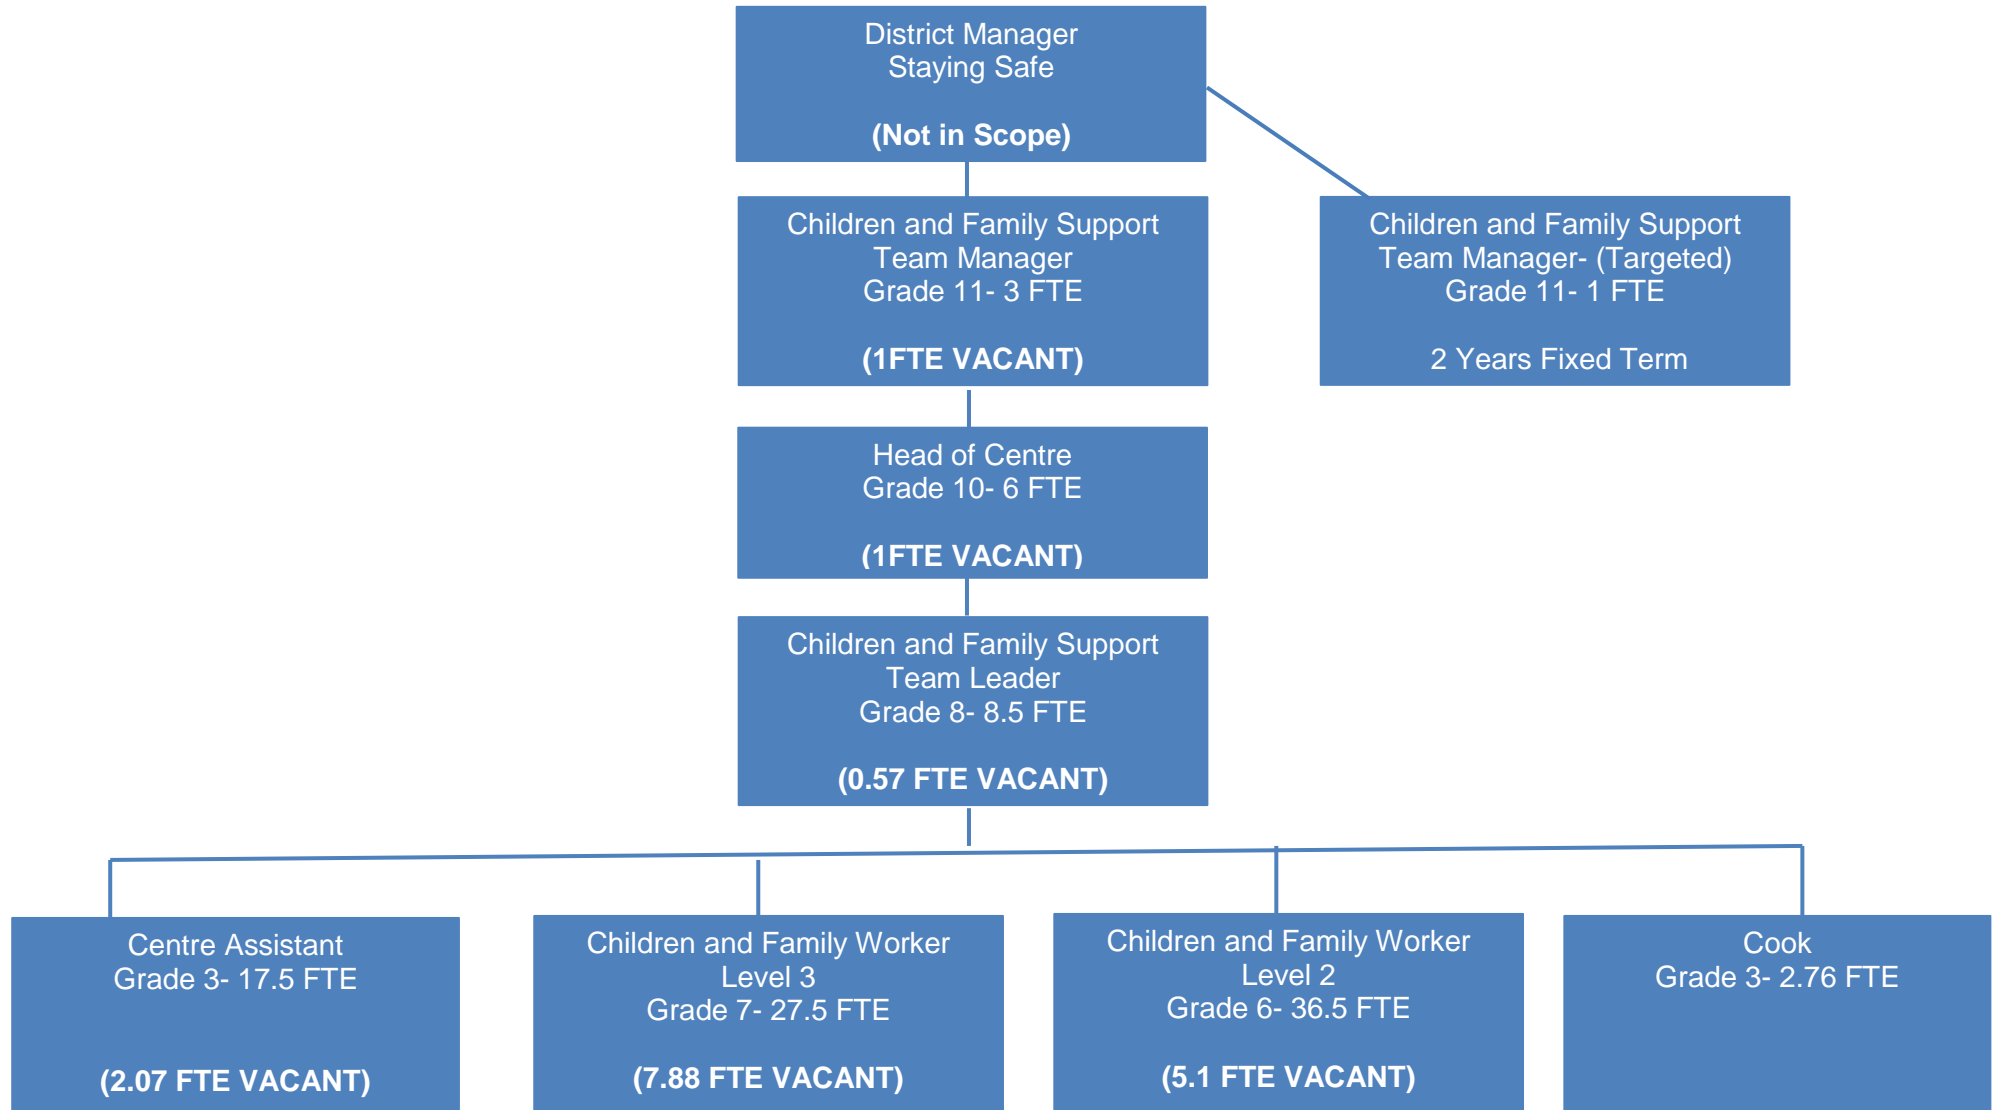 District Manager
Staying Safe
(Not in Scope)
Children and Family Support
Team Manager
Grade 11- 3 FTE
(1FTE VACANT)
Children and Family Support
Team Manager- (Targeted)
Grade 11- 1 FTE
2 Years Fixed Term
Head of Centre
Grade 10- 6 FTE
(1FTE VACANT)
Children and Family Support
Team Leader
Grade 8- 8.5 FTE
(0.57 FTE VACANT)
Centre Assistant
Grade 3- 17.5 FTE
(2.07 FTE VACANT)
Children and Family Worker
Level 3
Grade 7- 27.5 FTE
(7.88 FTE VACANT)
Children and Family Worker
Level 2
Grade 6- 36.5 FTE
(5.1 FTE VACANT)
Cook
Grade 3- 2.76 FTE